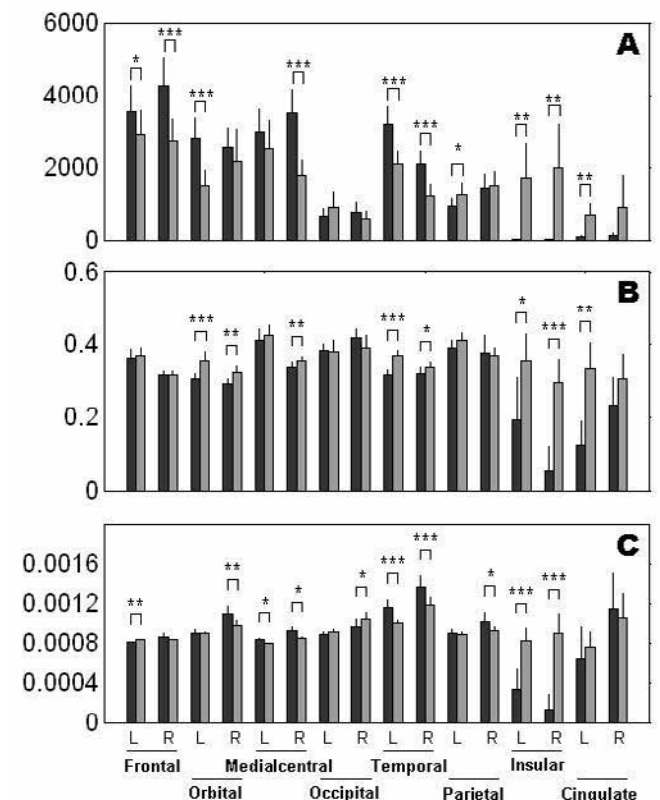 6000
A
* *** *** *** *** *** * ** ** **
4000
2000
0
0.6
B
*** ** ** *** * * *** **
0.4
0.2
0
C
0.0016
** ** * * * *** *** * *** ***
0.0012
0.0008
0.0004
0
L R L R L R L R L R L R L R L R
Frontal Medialcentral Temporal Insular
Orbital Occipital Parietal Cingulate